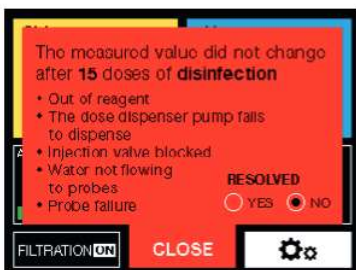 The measured value did not change
after 15 doses of disinfection
• Out of reagent
• The dose dispenser pump fails
to dispense
• Injection valve blocked
• Water not flowing
to probes
• Probe failure
RESOLVED
YES NO
FILTRATION ON
CLOSE